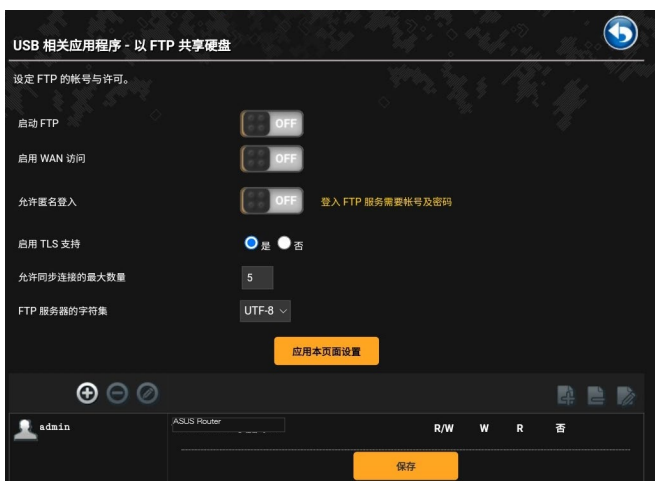 USB 相关应用程序 - 以 FTP 共享硬盘
设定 FTP 的帐号与许可。
启动 FTP
OFF
启用 WAN 访问
OFF
允许匿名登入
OFF
登入 FTP 服务需要帐号及密码
启用 TLS 支持
是
否
允许同步连接的最大数量
5
FTP 服务器的字符集
UTF-8
应用本页面设置
admin
ASUS Router
R/W W R 否
保存